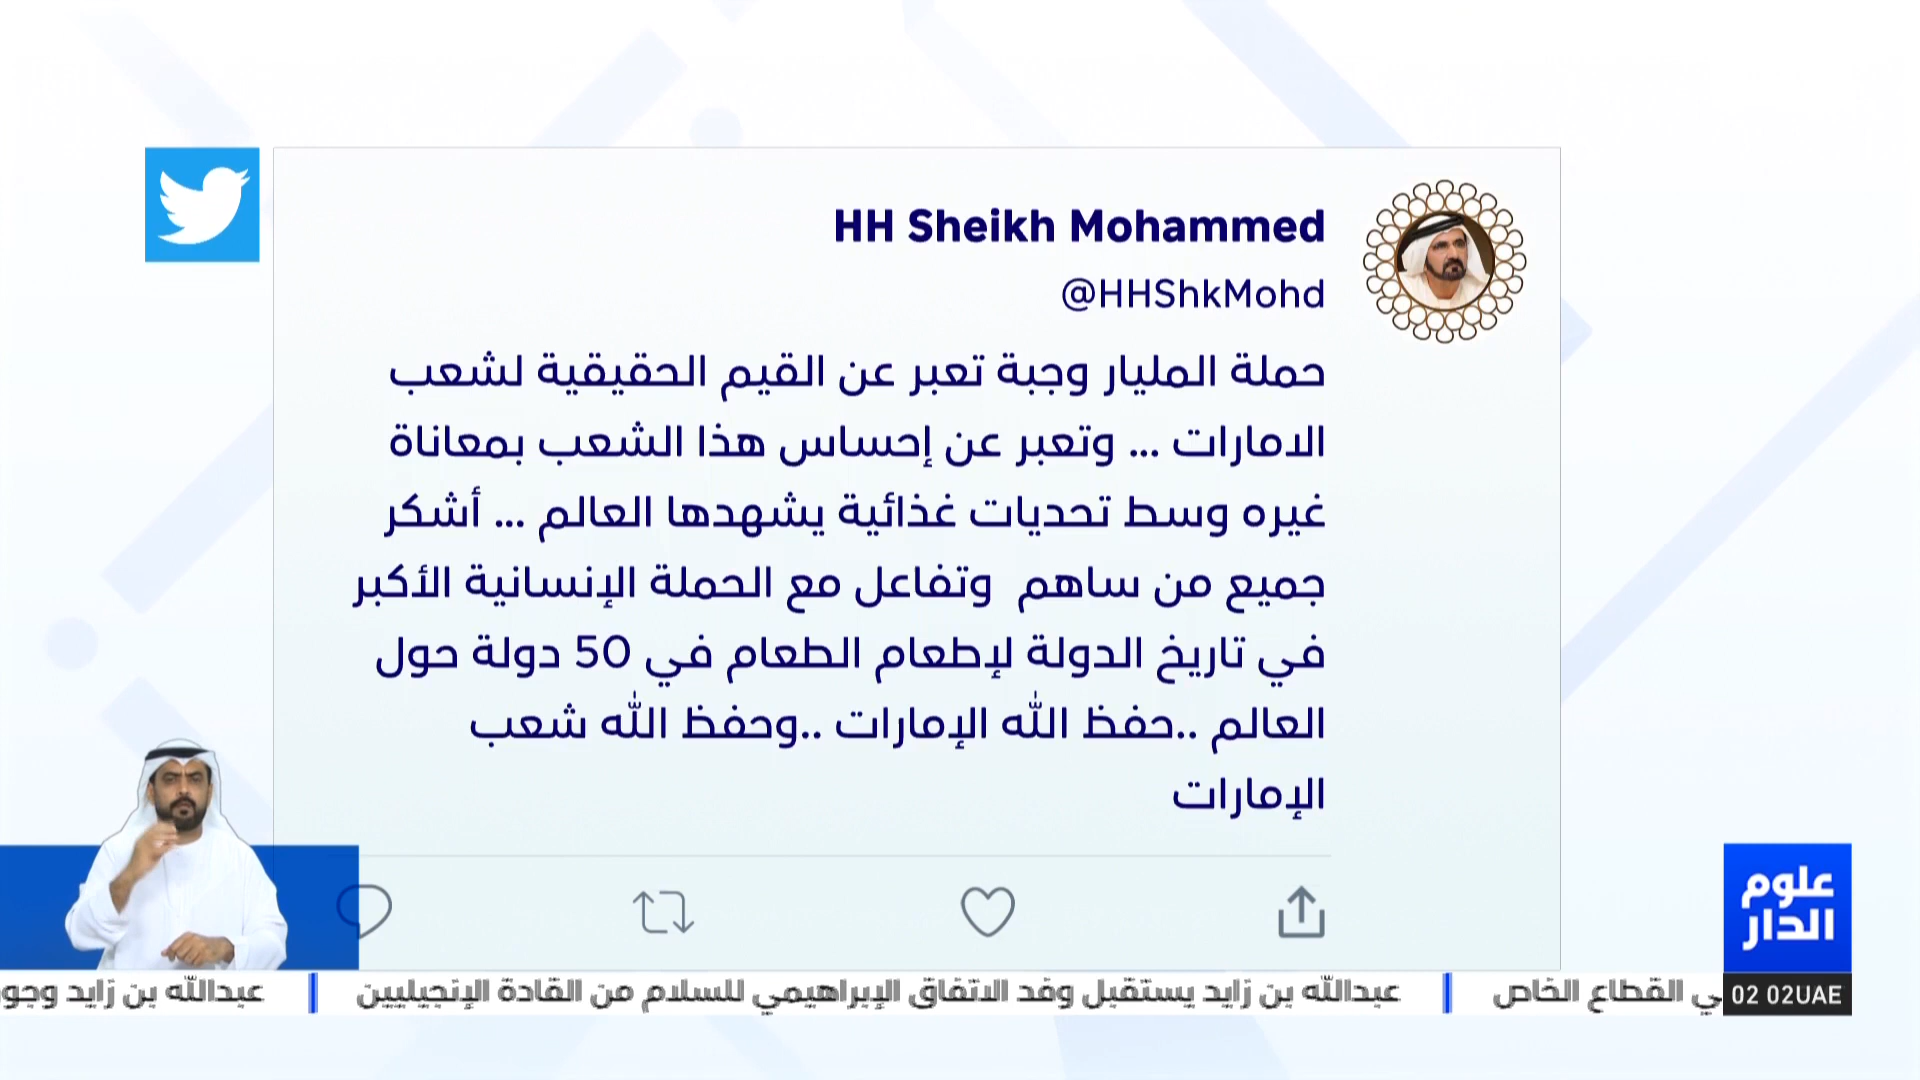 HH Sheikh Mohammed
@HHShkMohd
حملة المليار وجبة تعبر عن القيم الحقيقية لشعب
الامارات ... وتعبر عن إحساس هذا الشعب بمعاناة
غيره وسط تحديات غذائية يشهدها العالم ... أشكر
جميع من ساهم  وتفاعل مع الحملة الإنسانية الأكبر
في تاريخ الدولة لإطعام الطعام في 50 دولة حول
العالم ..حفظ الله الإمارات ..وحفظ الله شعب
الإمارات
علوم
الدار
ي القطاع الخاص | عبدالله بن زايد يستقبل وفد الاتفاق الإبراهيمي للسلام من القادة الإنجيليين | عبدالله بن زايد
02 02UAE